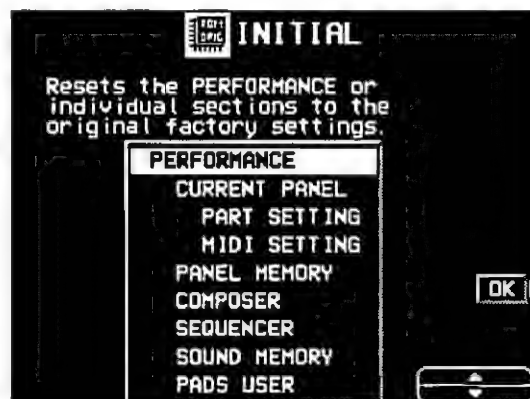 INITIAL
Resets the PERFORMANCE or
individual sections to the
original factory settings.
PERFORMANCE
CURRENT PANEL
PART SETTING
MIDI SETTING
PANEL MEMORY
COMPOSER
SEQUENCER
SOUND MEMORY
PADS USER
OK